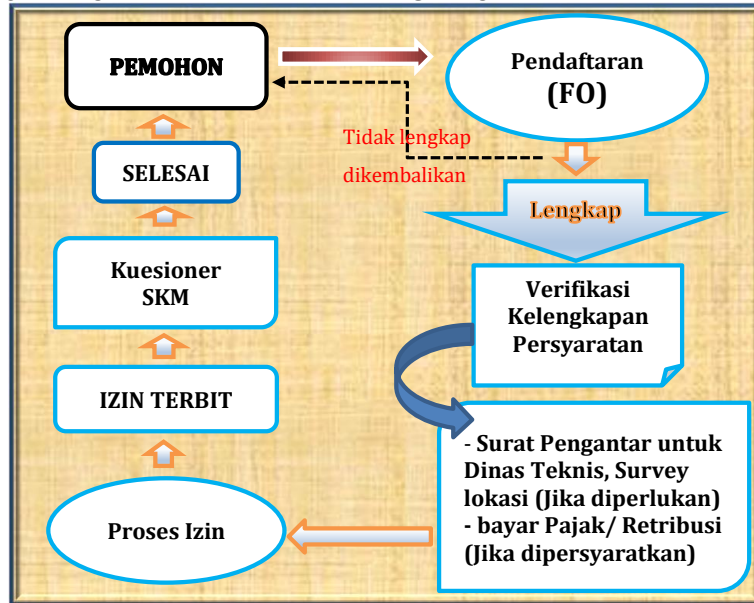 PEMOHON
Pendaftaran
(FO)
Tidak lengkap
dikembalikan
Lengkap
Verifikasi
Kelengkapan
Persyaratan
- Surat Pengantar untuk
Dinas Teknis, Survey
lokasi (Jika diperlukan)
- bayar Pajak/ Retribusi
(Jika dipersyaratkan)
Proses Izin
IZIN TERBIT
Kuesioner
SKM
SELESAI